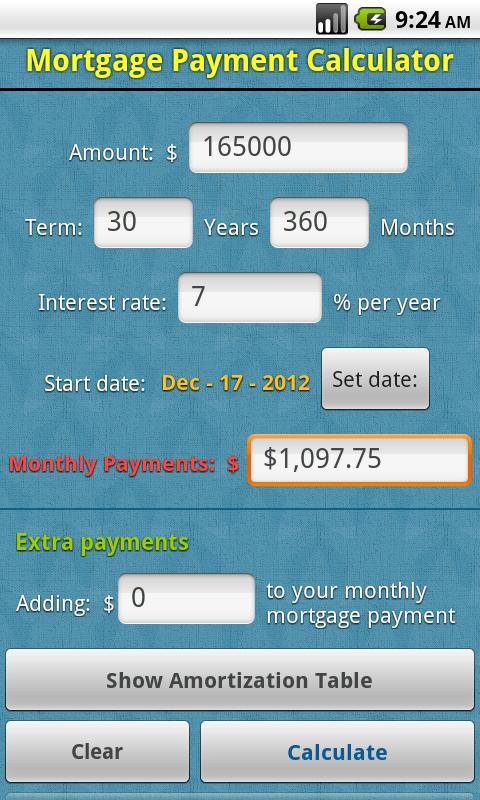 9:24 AM
Mortgage Payment Calculator
Amount: $ 165000
Term: 30 Years 360 Months
Interest rate: 7 % per year
Start date: Dec - 17 - 2012 Set date:
Monthly Payments: $ $1,097.75
Extra payments
Adding: $ 0 to your monthly
mortgage payment
Show Amortization Table
Clear Calculate